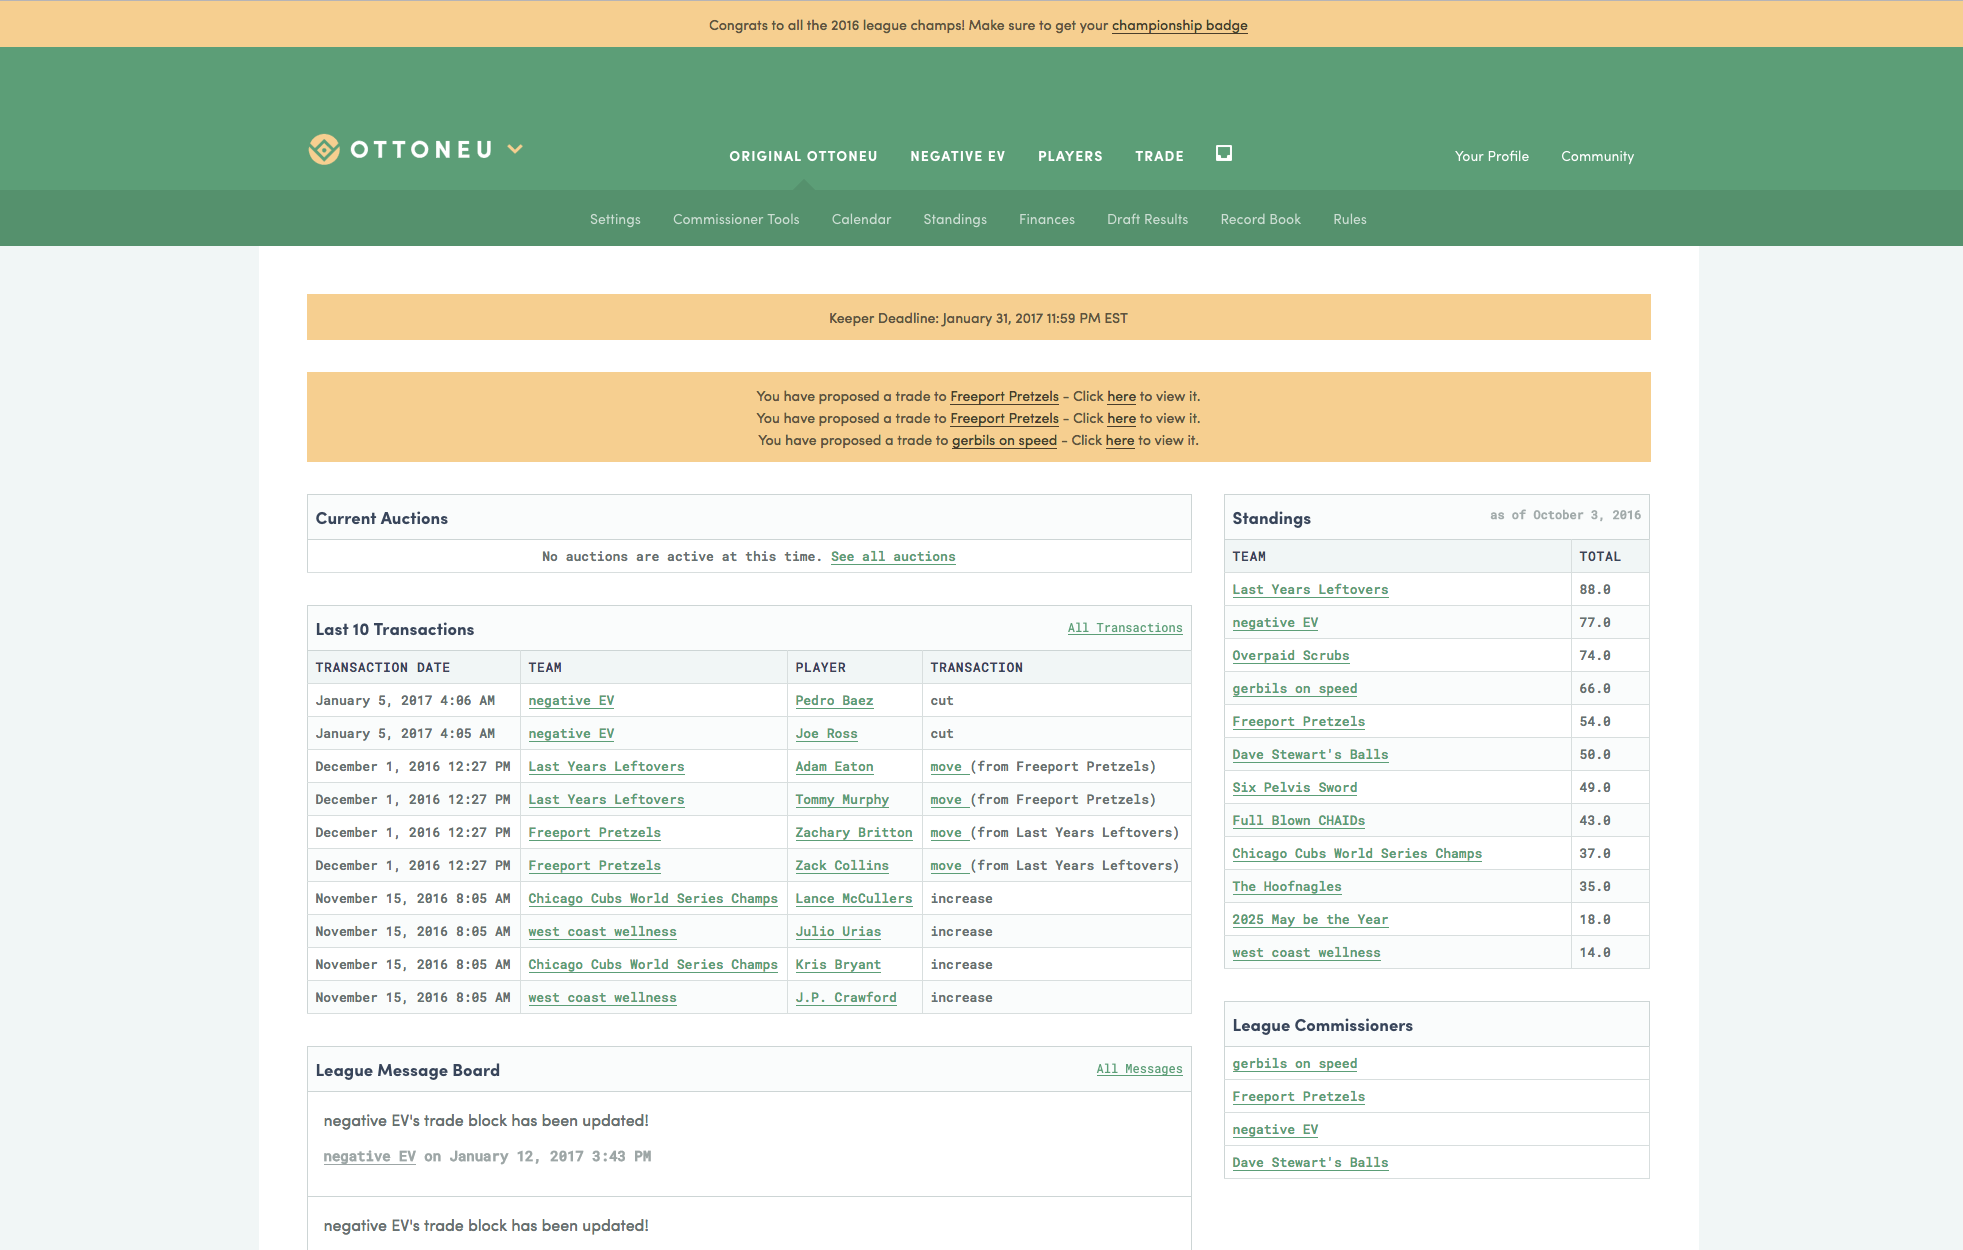 Congrats to all the 2016 league champs! Make sure to get your championship badge
OTTONEU
ORIGINAL OTTONEU NEGATIVE EV PLAYERS TRADE
Your Profile Community
Settings Commissioner Tools Calendar Standings Finances Draft Results Record Book Rules
Keeper Deadline: January 31, 2017 11:59 PM EST
You have proposed a trade to Freeport Pretzels - Click here to view it.
You have proposed a trade to Freeport Pretzels - Click here to view it.
You have proposed a trade to gerbils on speed - Click here to view it.
Current Auctions
No auctions are active at this time. See all auctions
Last 10 Transactions All Transactions
TRANSACTION DATE TEAM PLAYER TRANSACTION
January 5, 2017 4:06 AM negative EV Pedro Baez cut
January 5, 2017 4:05 AM negative EV Joe Ross cut
December 1, 2016 12:27 PM Last Years Leftovers Adam Eaton move (from Freeport Pretzels)
December 1, 2016 12:27 PM Last Years Leftovers Tommy Murphy move (from Freeport Pretzels)
December 1, 2016 12:27 PM Freeport Pretzels Zachary Britton move (from Last Years Leftovers)
December 1, 2016 12:27 PM Freeport Pretzels Zack Collins move (from Last Years Leftovers)
November 15, 2016 8:05 AM Chicago Cubs World Series Champs Lance McCullers increase
November 15, 2016 8:05 AM west coast wellness Julio Urias increase
November 15, 2016 8:05 AM Chicago Cubs World Series Champs Kris Bryant increase
November 15, 2016 8:05 AM west coast wellness J.P. Crawford increase
League Message Board All Messages
negative EV's trade block has been updated!
negative EV on January 12, 2017 3:43 PM
negative EV's trade block has been updated!
Standings as of October 3, 2016
TEAM TOTAL
Last Years Leftovers 88.0
negative EV 77.0
Overpaid Scrubs 74.0
gerbils on speed 66.0
Freeport Pretzels 54.0
Dave Stewart's Balls 50.0
Six Pelvis Sword 49.0
Full Blown CHAIDs 43.0
Chicago Cubs World Series Champs 37.0
The Hoofnagles 35.0
2025 May be the Year 18.0
west coast wellness 14.0
League Commissioners
gerbils on speed
Freeport Pretzels
negative EV
Dave Stewart's Balls